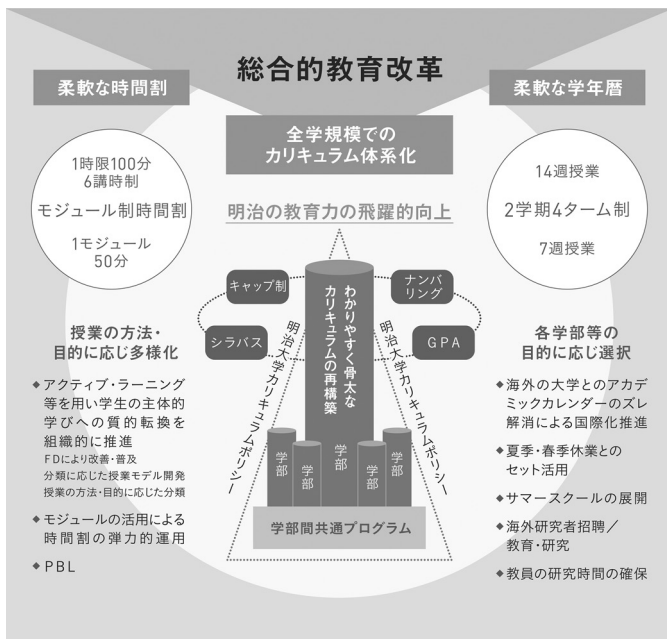 総合的教育改革
柔軟な時間割
1時限100分
6講時制
モジュール制時間割
1モジュール
50分
授業の方法・
目的に応じ多様化
◆アクティブ・ラーニング
等を用い学生の主体的
学びへの質的転換を
組織的に推進
FDにより改善・普及
分類に応じた授業モデル開発
授業の方法・目的に応じた分類
◆モジュールの活用による
時間割の弾力的運用
◆PBL
全学規模での
カリキュラム体系化
明治の教育力の飛躍的向上
キャップ制
ナンバ
リング
シラバス
GPA
わかりやすく骨太な
カリキュラムの再構築
明治大学カリキュラムポリシー
明治大学カリキュラムポリシー
学部
学部
学部
学部
学部
学部間共通プログラム
柔軟な学年暦
14週授業
2学期4ターム制
7週授業
各学部等の
目的に応じ選択
◆海外の大学とのアカデ
ミックカレンダーのズレ
解消による国際化推進
◆夏季・春季休業との
セット活用
◆サマースクールの展開
◆海外研究者招聘／
教育・研究
◆教員の研究時間の確保